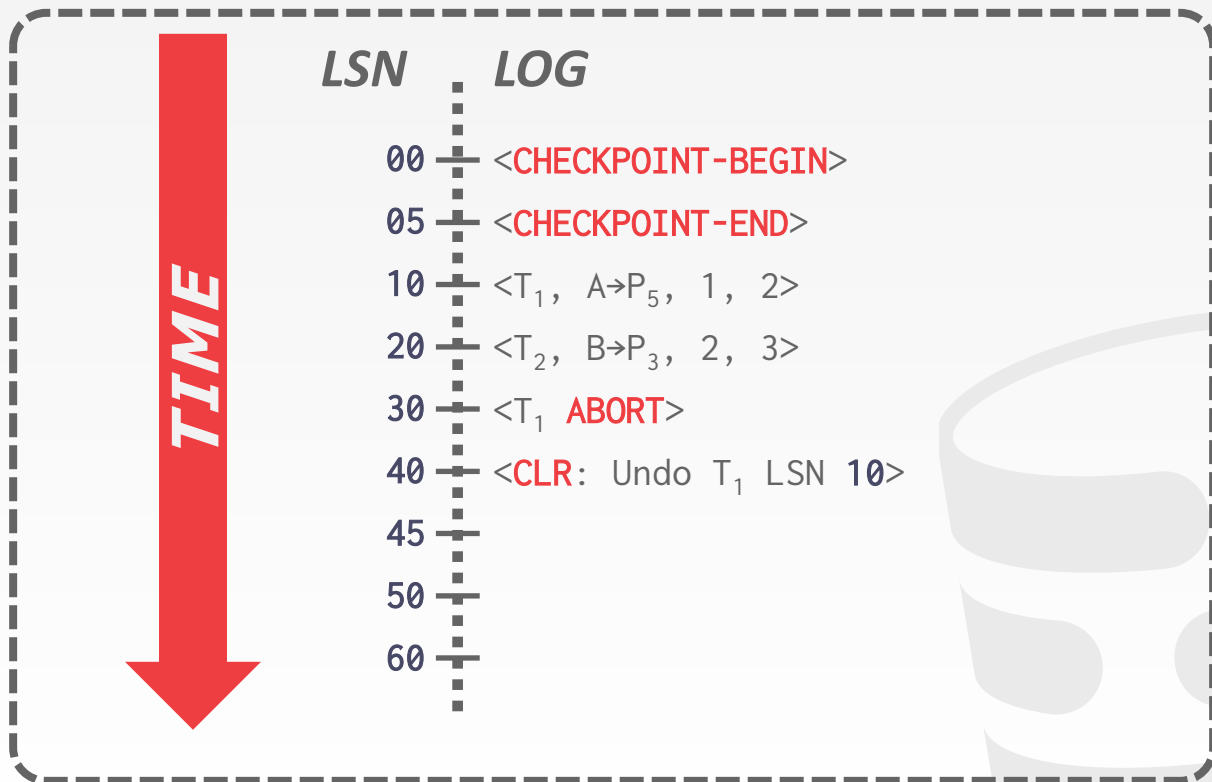 LSN LOG
00 <CHECKPOINT-BEGIN>
05 <CHECKPOINT-END>
10 <T₁, A→P₅, 1, 2>
20 <T₂, B→P₃, 2, 3>
30 <T₁ ABORT>
40 <CLR: Undo T₁ LSN 10>
45
50
60
TIME